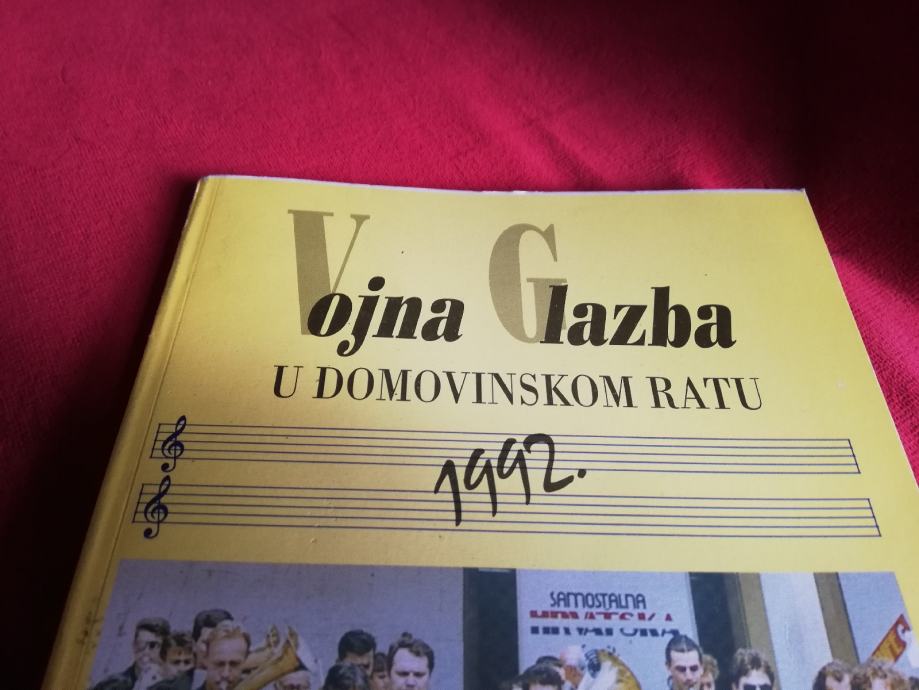 Vojna Glazba
U DOMOVINSKOM RATU
1992.
SAMOSTALNA
HRVATSKA